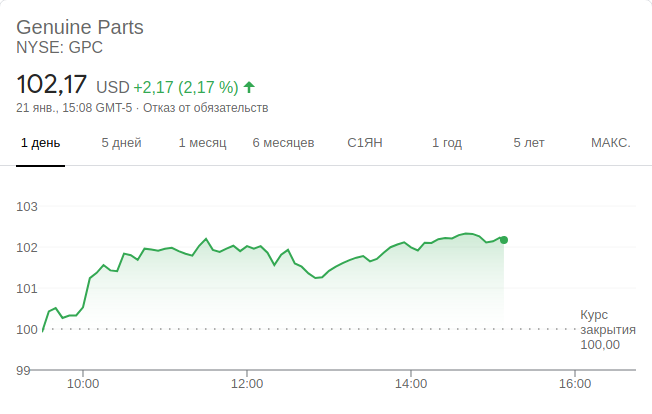 Genuine Parts
NYSE: GPC
102,17 USD +2,17 (2,17 %)
21 янв., 15:08 GMT-5 · Отказ от обязательств
1 день 5 дней 1 месяц 6 месяцев С1ЯН 1 год 5 лет МАКС.
103
102
101
100
99
Курс
закрытия
100,00
10:00 12:00 14:00 16:00